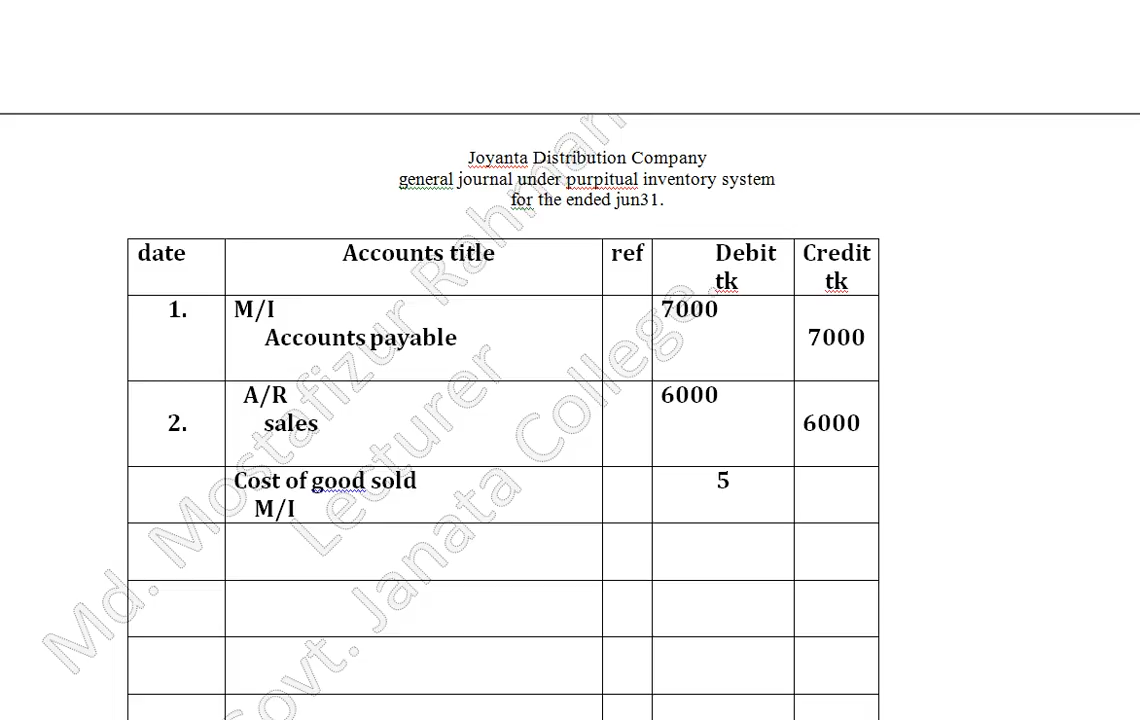 Joyanta Distribution Company
general journal under purpitual inventory system
for the ended jun31.
date Accounts title ref Debit tk Credit tk
1. M/I 7000
Accounts payable 7000
A/R 6000
2. sales 6000
Cost of good sold 5
M/I
Md. Mostafizur Rahman
Lecturer
Govt. Janata College